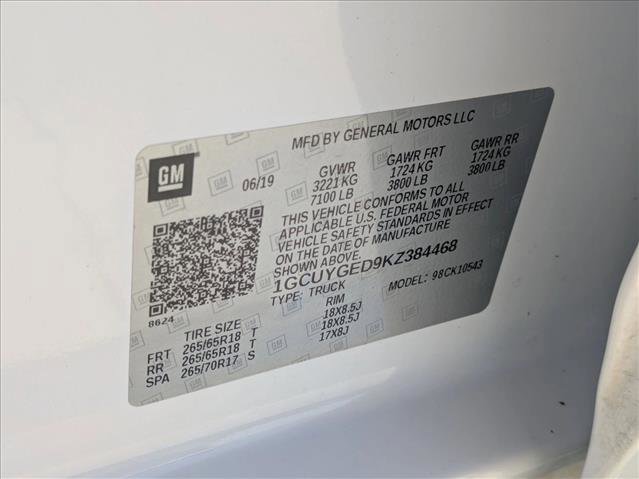 MFD BY GENERAL MOTORS LLC
GM
06/19
GVWR GAWR FRT GAWR RR
3221 KG 1724 KG 1724 KG
7100 LB 3800 LB 3800 LB
THIS VEHICLE CONFORMS TO ALL
APPLICABLE U.S. FEDERAL MOTOR
VEHICLE SAFETY STANDARDS IN EFFECT
ON THE DATE OF MANUFACTURE
SHOWN ABOVE.
1GCUYGED9KZ384468
TYPE: TRUCK MODEL: 98CK10543
8624
TIRE SIZE RIM
FRT 265/65R18 T 18X8.5J
RR 265/65R18 T 18X8.5J
SPA 265/70R17 S 17X8J